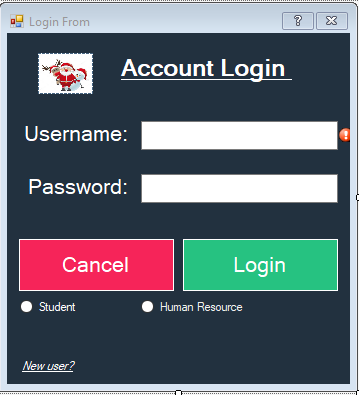 Login From
Account Login
Username:
Password:
Cancel
Login
Student
Human Resource
New user?